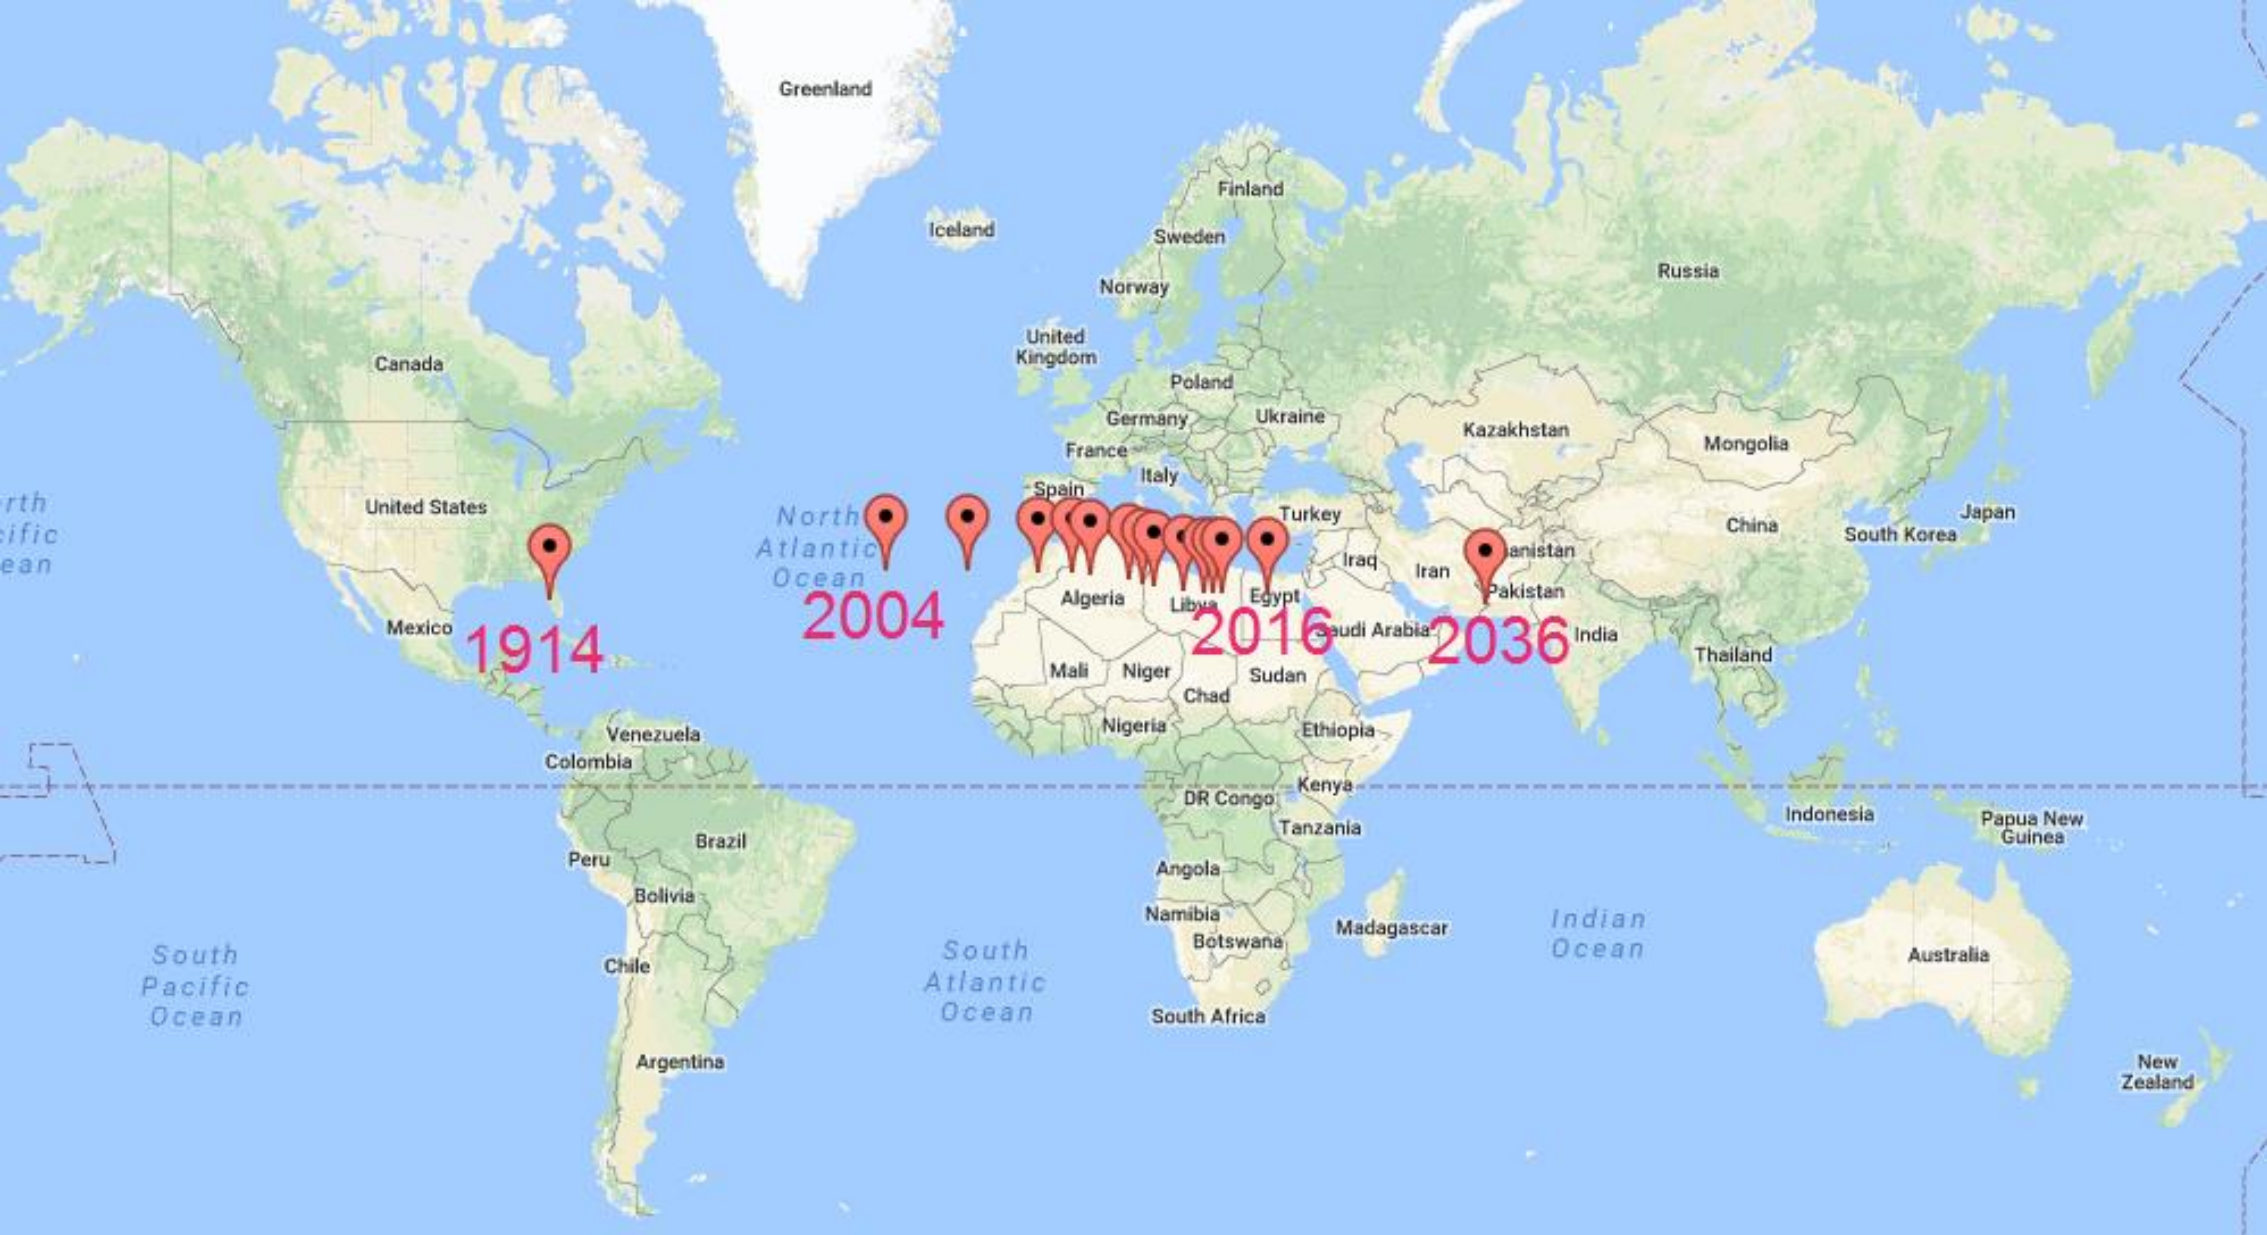 Greenland
Finland
Iceland
Sweden
Russia
Norway
United
Kingdom
Canada
Poland
Germany
Ukraine
Kazakhstan
Mongolia
France
Italy
Spain
United States
rth
cific
ean
North
Atlantic
Ocean
Turkey
China
Japan
South Korea
anistan
Iraq
Iran
Pakistan
Algeria
Libya
Egypt
2004
Mexico
1914
2016
Saudi Arabia
2036
India
Thailand
Mali
Niger
Sudan
Chad
Nigeria
Ethiopia
Venezuela
Colombia
Kenya
DR Congo
Tanzania
Indonesia
Papua New
Guinea
Brazil
Peru
Angola
Bolivia
Namibia
Botswana
Madagascar
Indian
Ocean
South
Pacific
Ocean
South
Atlantic
Ocean
Chile
Australia
South Africa
Argentina
New
Zealand